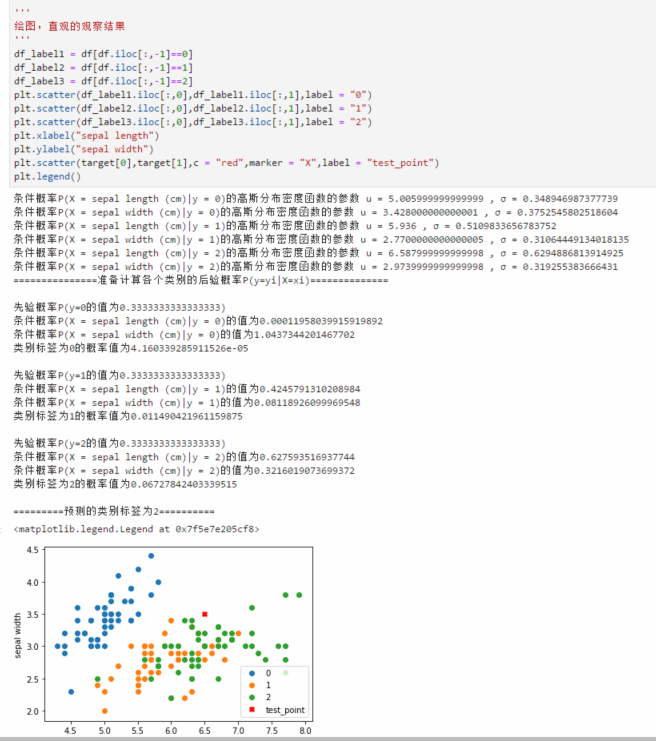 '''
绘图，直观的观察结果
'''
df_label1 = df[df.iloc[:,-1]==0]
df_label2 = df[df.iloc[:,-1]==1]
df_label3 = df[df.iloc[:,-1]==2]
plt.scatter(df_label1.iloc[:,0],df_label1.iloc[:,1],label = "0")
plt.scatter(df_label2.iloc[:,0],df_label2.iloc[:,1],label = "1")
plt.scatter(df_label3.iloc[:,0],df_label3.iloc[:,1],label = "2")
plt.xlabel("sepal length")
plt.ylabel("sepal width")
plt.scatter(target[0],target[1],c = "red",marker = "X",label = "test_point")
plt.legend()
条件概率P(X = sepal length (cm)|y = 0)的高斯分布密度函数的参数 u = 5.005999999999999 , σ = 0.348946987377739
条件概率P(X = sepal width (cm)|y = 0)的高斯分布密度函数的参数 u = 3.428000000000001 , σ = 0.3752545802518604
条件概率P(X = sepal length (cm)|y = 1)的高斯分布密度函数的参数 u = 5.936 , σ = 0.5109833656783752
条件概率P(X = sepal width (cm)|y = 1)的高斯分布密度函数的参数 u = 2.7700000000000005 , σ = 0.31064449134018135
条件概率P(X = sepal length (cm)|y = 2)的高斯分布密度函数的参数 u = 6.587999999999998 , σ = 0.6294886813914925
条件概率P(X = sepal width (cm)|y = 2)的高斯分布密度函数的参数 u = 2.9739999999999998 , σ = 0.319255383666431
===============准备计算各个类别的后验概率P(y=yi|X=xi)==============
先验概率P(y=0的值为0.3333333333333333)
条件概率P(X = sepal length (cm)|y = 0)的值为0.00011958039915919892
条件概率P(X = sepal width (cm)|y = 0)的值为1.0437344201467702
类别标签为0的概率值为4.160339285911526e-05
先验概率P(y=1的值为0.3333333333333333)
条件概率P(X = sepal length (cm)|y = 1)的值为0.4245791310208984
条件概率P(X = sepal width (cm)|y = 1)的值为0.08118926099969548
类别标签为1的概率值为0.011490421961159875
先验概率P(y=2的值为0.3333333333333333)
条件概率P(X = sepal length (cm)|y = 2)的值为0.627593516937744
条件概率P(X = sepal width (cm)|y = 2)的值为0.3216019073699372
类别标签为2的概率值为0.06727842403339515
=========预测的类别标签为2==========
<matplotlib.legend.Legend at 0x7f5e7e205cf8>
4.5
4.0
3.5
3.0
2.5
2.0
sepal width
0
1
2
test_point
4.5 5.0 5.5 6.0 6.5 7.0 7.5 8.0